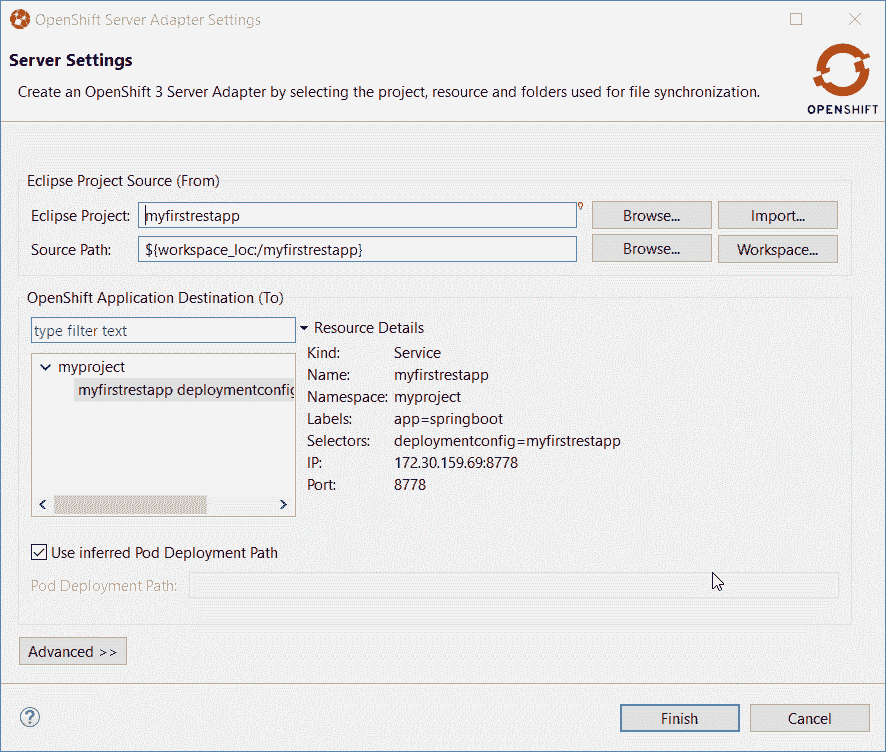 OpenShift Server Adapter Settings
Server Settings
Create an OpenShift 3 Server Adapter by selecting the project, resource and folders used for file synchronization.
OPENSHIFT
Eclipse Project Source (From)
Eclipse Project: myfirstrestapp Browse... Import...
Source Path: ${workspace_loc:/myfirstrestapp} Browse... Workspace...
OpenShift Application Destination (To)
type filter text
myproject
myfirstrestapp deploymentconfig
Resource Details
Kind: Service
Name: myfirstrestapp
Namespace: myproject
Labels: app=springboot
Selectors: deploymentconfig=myfirstrestapp
IP: 172.30.159.69:8778
Port: 8778
Use inferred Pod Deployment Path
Pod Deployment Path:
Advanced >>
?
Finish Cancel